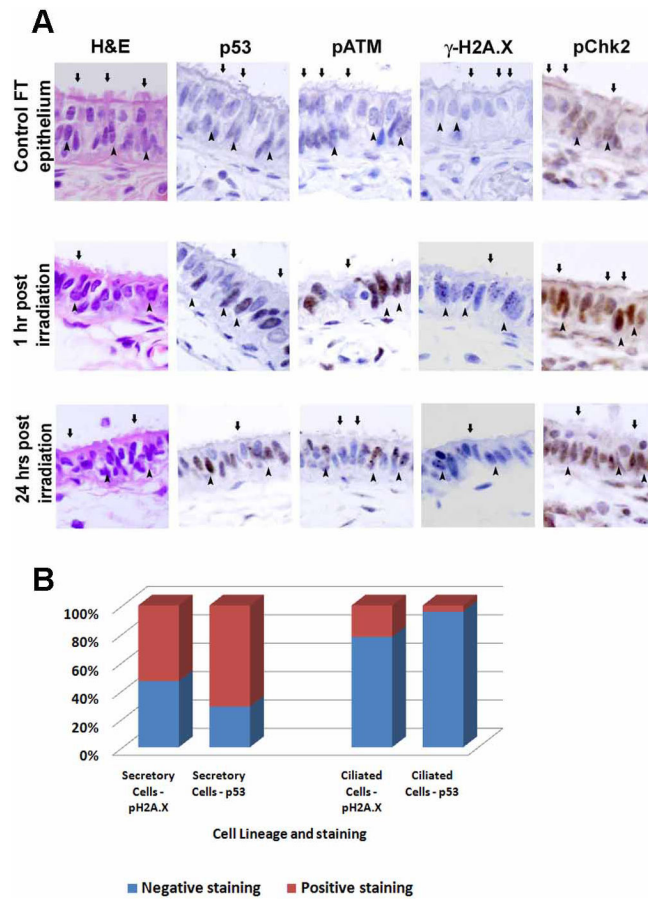 A
H&E p53 pATM γ-H2A.X pChk2
Control FT
epithelium
1 hr post
irradiation
24 hrs post
irradiation
B
100%
80%
60%
40%
20%
0%
Secretory Secretory Ciliated Ciliated
Cells - Cells - p53 Cells - Cells - p53
pH2A.X pH2A.X
Cell Lineage and staining
Negative staining Positive staining